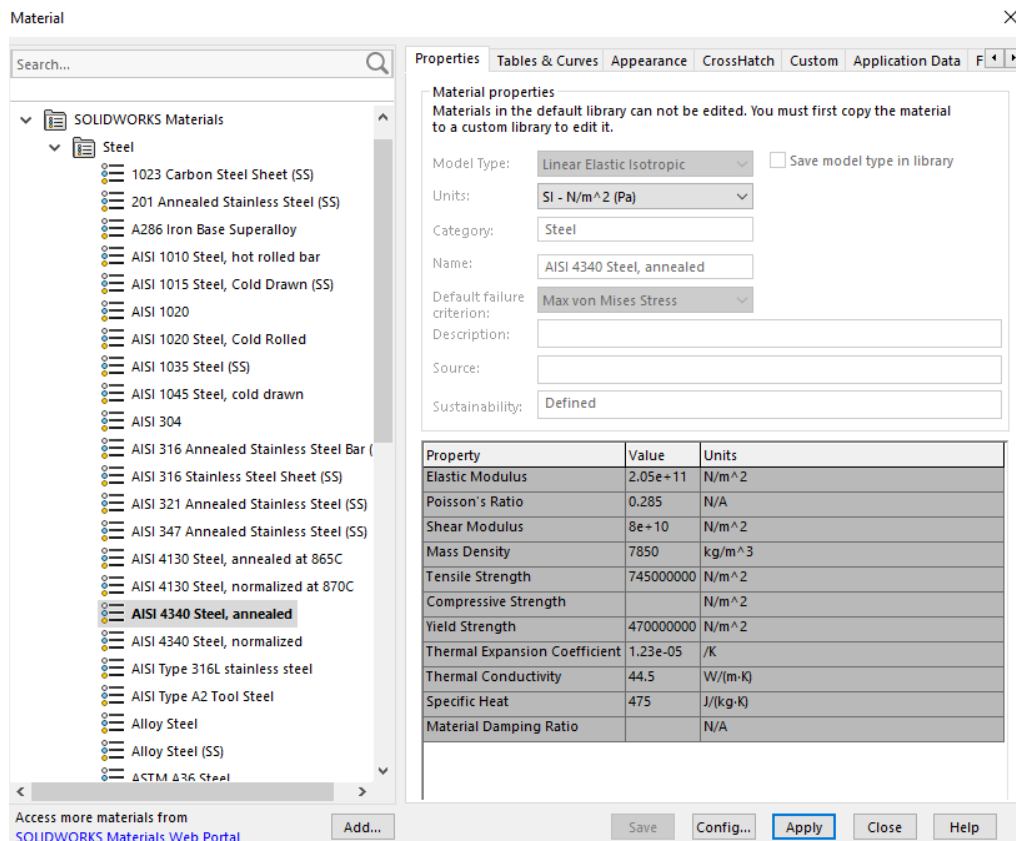 Material
Search...
SOLIDWORKS Materials
Steel
1023 Carbon Steel Sheet (SS)
201 Annealed Stainless Steel (SS)
A286 Iron Base Superalloy
AISI 1010 Steel, hot rolled bar
AISI 1015 Steel, Cold Drawn (SS)
AISI 1020
AISI 1020 Steel, Cold Rolled
AISI 1035 Steel (SS)
AISI 1045 Steel, cold drawn
AISI 304
AISI 316 Annealed Stainless Steel Bar (
AISI 316 Stainless Steel Sheet (SS)
AISI 321 Annealed Stainless Steel (SS)
AISI 347 Annealed Stainless Steel (SS)
AISI 4130 Steel, annealed at 865C
AISI 4130 Steel, normalized at 870C
AISI 4340 Steel, annealed
AISI 4340 Steel, normalized
AISI Type 316L stainless steel
AISI Type A2 Tool Steel
Alloy Steel
Alloy Steel (SS)
ASTM A36 Steel
Access more materials from
SOLIDWORKS Materials Web Portal
Add...
Properties Tables & Curves Appearance CrossHatch Custom Application Data F
Material properties
Materials in the default library can not be edited. You must first copy the material
to a custom library to edit it.
Model Type: Linear Elastic Isotropic Save model type in library
Units: SI - N/m^2 (Pa)
Category: Steel
Name: AISI 4340 Steel, annealed
Default failure
criterion: Max von Mises Stress
Description:
Source:
Sustainability: Defined
Property Value Units
Elastic Modulus 2.05e+11 N/m^2
Poisson's Ratio 0.285 N/A
Shear Modulus 8e+10 N/m^2
Mass Density 7850 kg/m^3
Tensile Strength 745000000 N/m^2
Compressive Strength N/m^2
Yield Strength 470000000 N/m^2
Thermal Expansion Coefficient 1.23e-05 /K
Thermal Conductivity 44.5 W/(m·K)
Specific Heat 475 J/(kg·K)
Material Damping Ratio N/A
Save Config... Apply Close Help